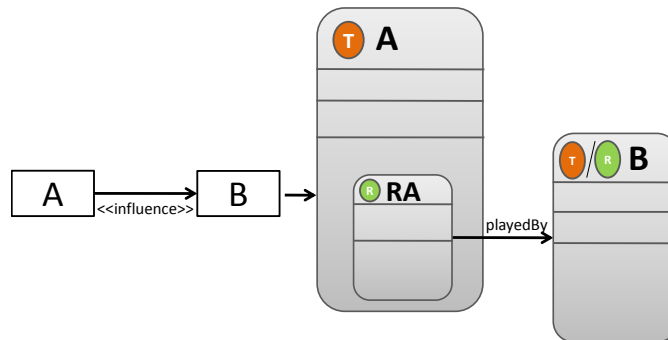 T A
T / R B
A
<<influence>>
B
R RA
playedBy